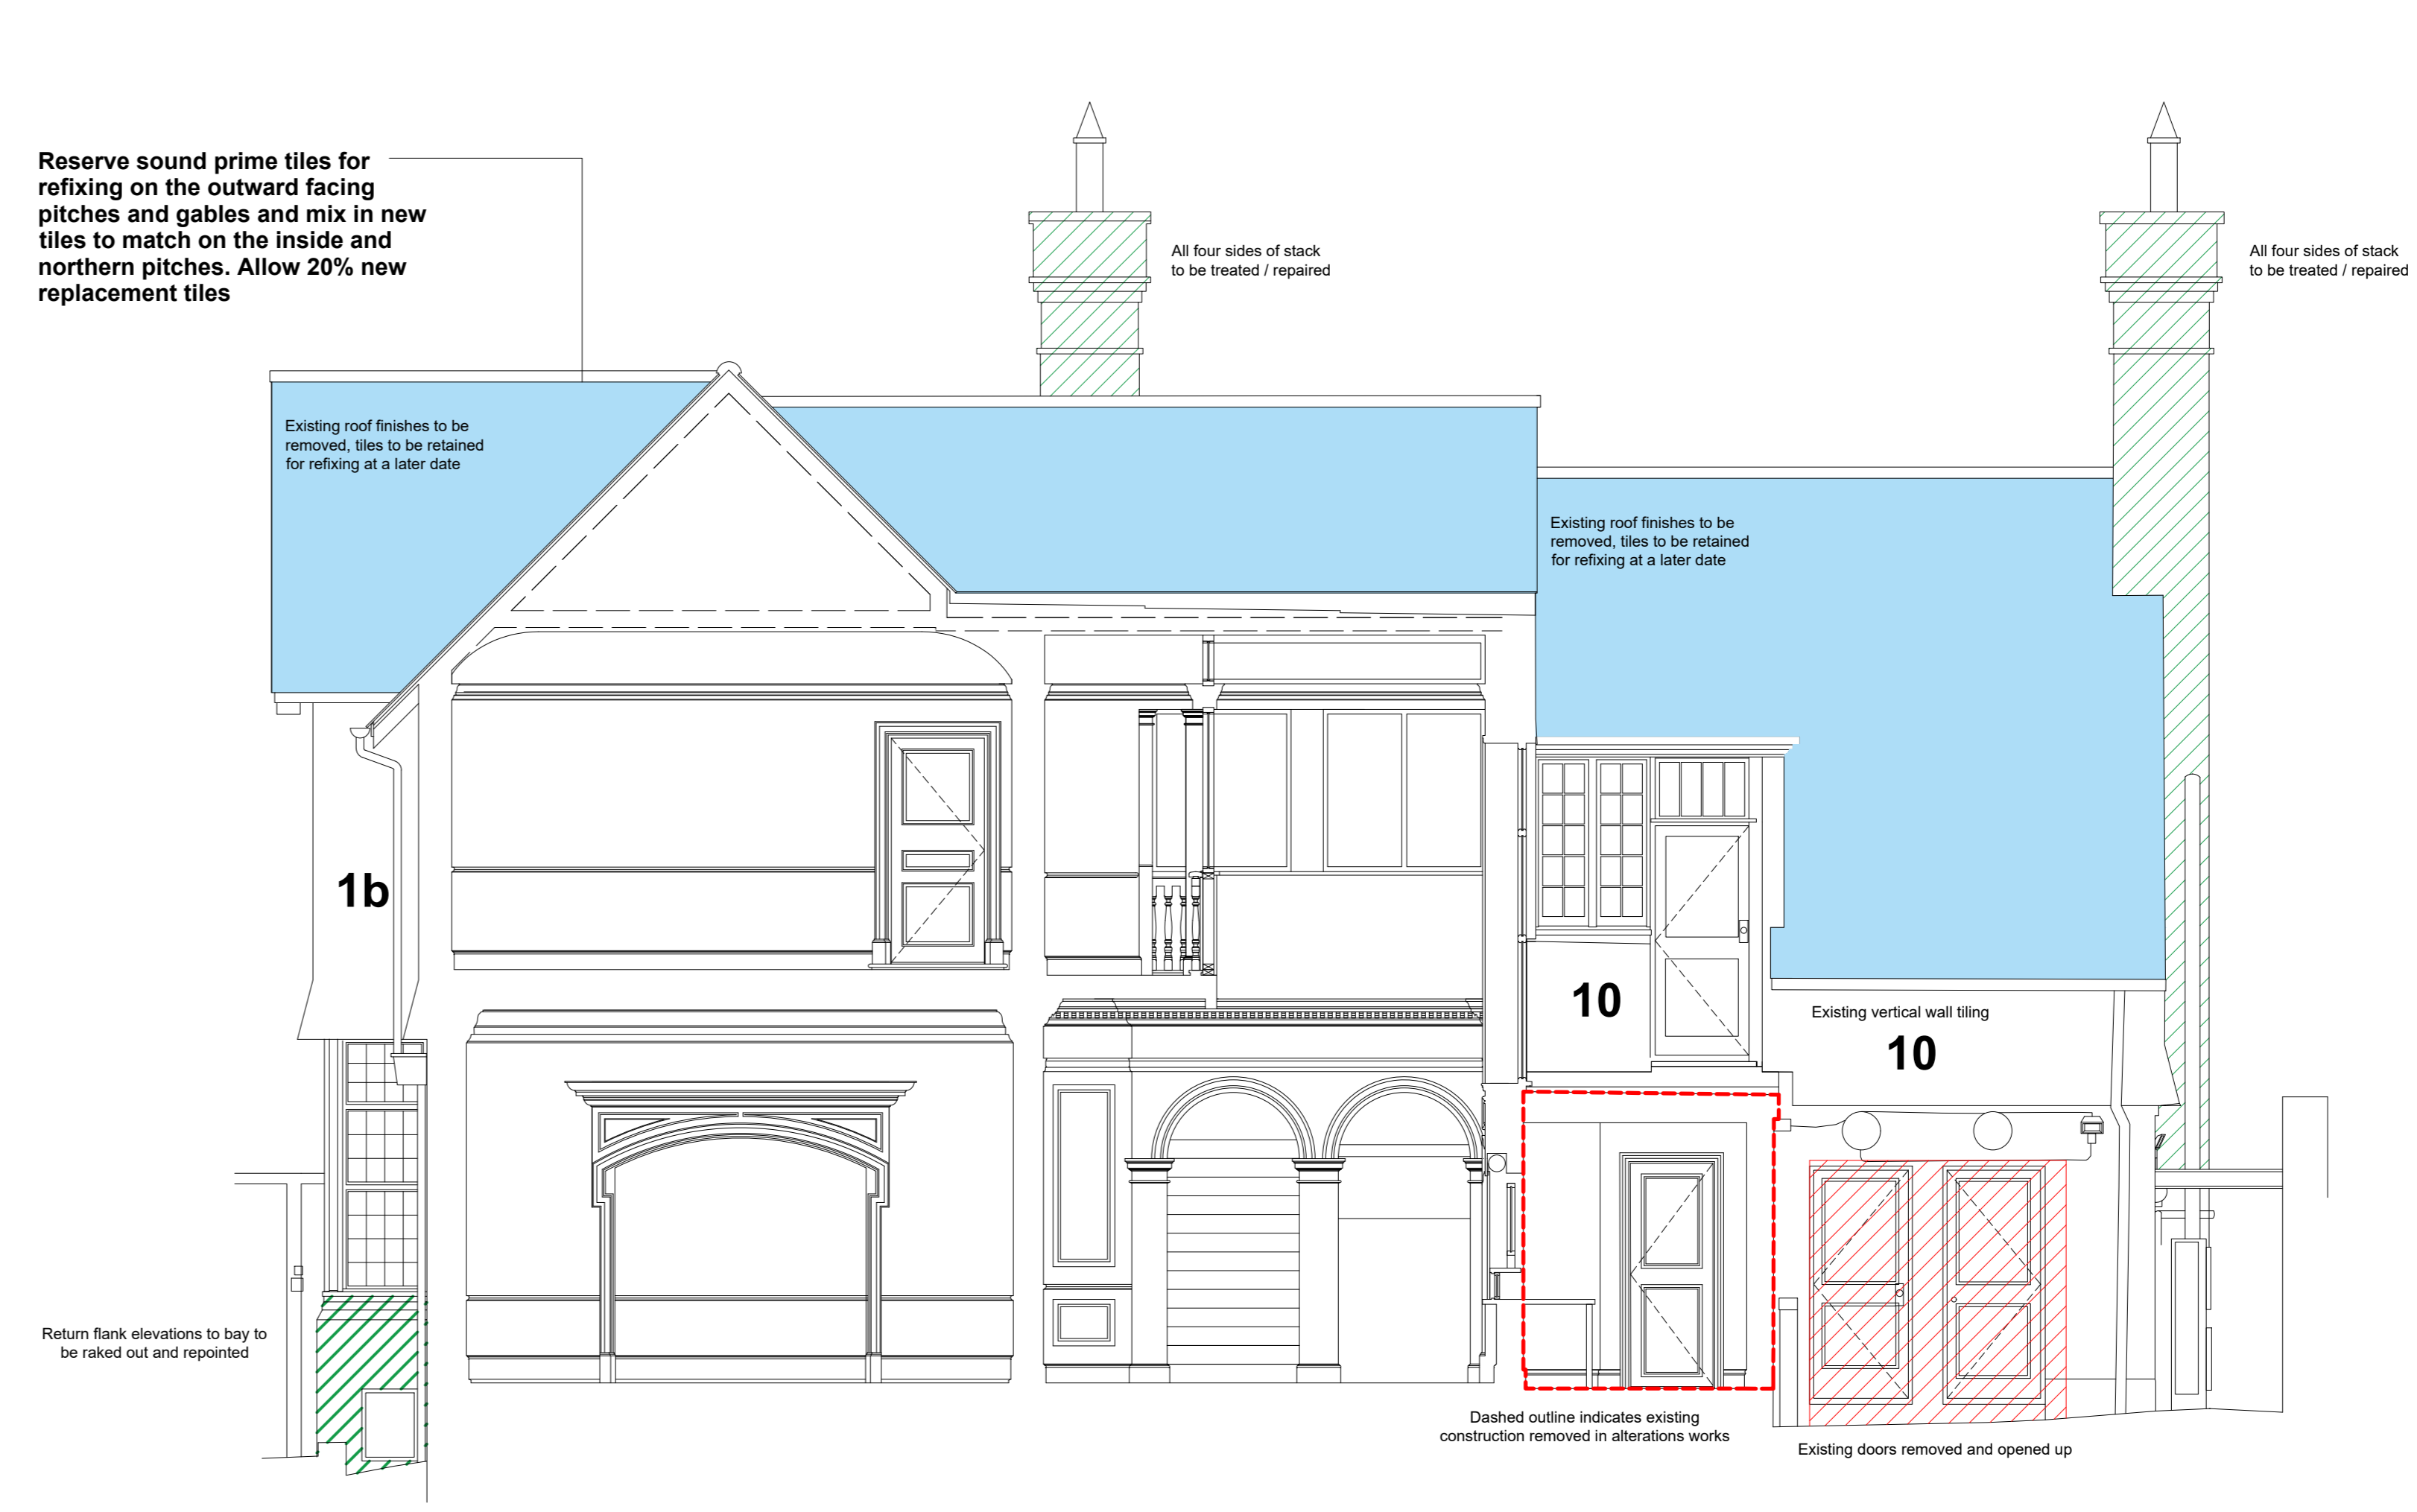 Reserve sound prime tiles for
refixing on the outward facing
pitches and gables and mix in new
tiles to match on the inside and
northern pitches. Allow 20% new
replacement tiles
All four sides of stack
to be treated / repaired
All four sides of stack
to be treated / repaired
Existing roof finishes to be
removed, tiles to be retained
for refixing at a later date
Existing roof finishes to be
removed, tiles to be retained
for refixing at a later date
1b
10
Existing vertical wall tiling
10
Return flank elevations to bay to
be raked out and repointed
Dashed outline indicates existing
construction removed in alterations works
Existing doors removed and opened up